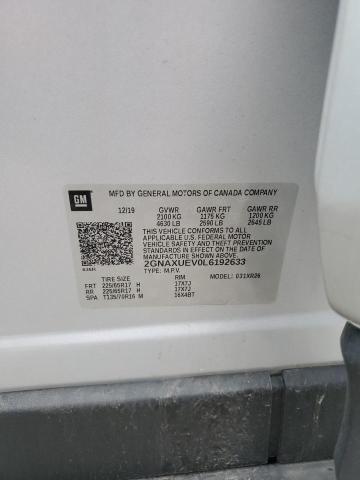 GM
MFD BY GENERAL MOTORS OF CANADA COMPANY
12/19 GVWR GAWR FRT GAWR RR
2100 KG 1175 KG 1200 KG
4630 LB 2590 LB 2645 LB
THIS VEHICLE CONFORMS TO ALL
APPLICABLE U.S. FEDERAL MOTOR
VEHICLE SAFETY, BUMPER, AND THEFT
PREVENTION STANDARDS IN EFFECT ON
THE DATE OF MANUFACTURE
SHOWN ABOVE.
2GNAXUEV0L6192633
TYPE: M.P.V.
TIRE SIZE RIM 031XR26
FRT 225/65R17 H 17X7J
RR 225/65R17 H 17X7J
SPA T135/70R16 M 16X4BT